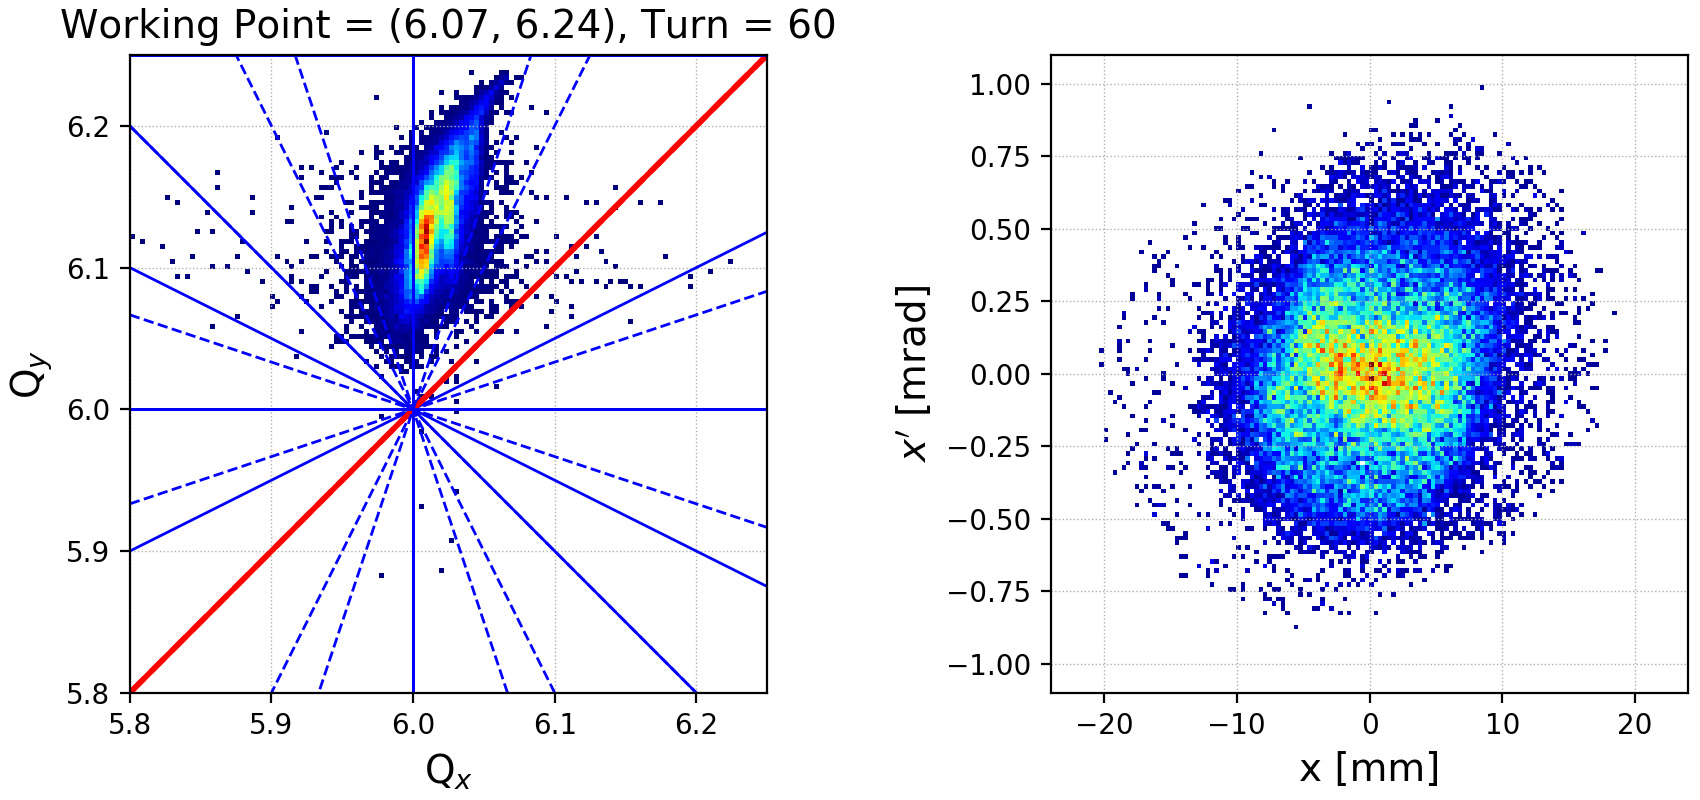 Working Point = (6.07, 6.24), Turn = 60
6.2
6.1
6.0
5.9
5.8
Q_y
5.8 5.9 6.0 6.1 6.2
Q_x
1.00
0.75
0.50
0.25
0.00
−0.25
−0.50
−0.75
−1.00
x′ [mrad]
−20 −10 0 10 20
x [mm]